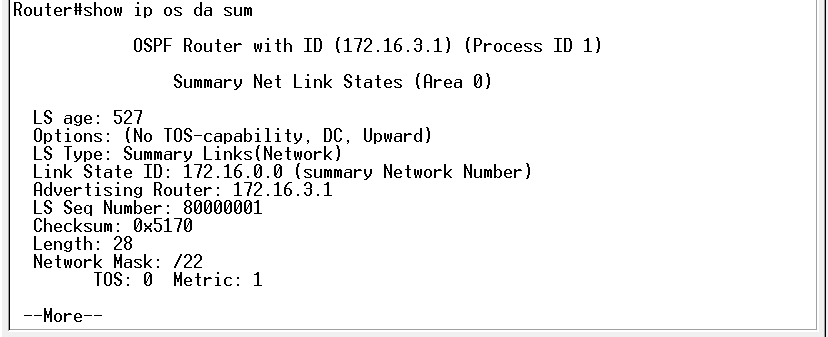 Router#show ip os da sum
OSPF Router with ID (172.16.3.1) (Process ID 1)
Summary Net Link States (Area 0)
LS age: 527
Options: (No TOS-capability, DC, Upward)
LS Type: Summary Links(Network)
Link State ID: 172.16.0.0 (summary Network Number)
Advertising Router: 172.16.3.1
LS Seq Number: 80000001
Checksum: 0x5170
Length: 28
Network Mask: /22
TOS: 0 Metric: 1
--More--